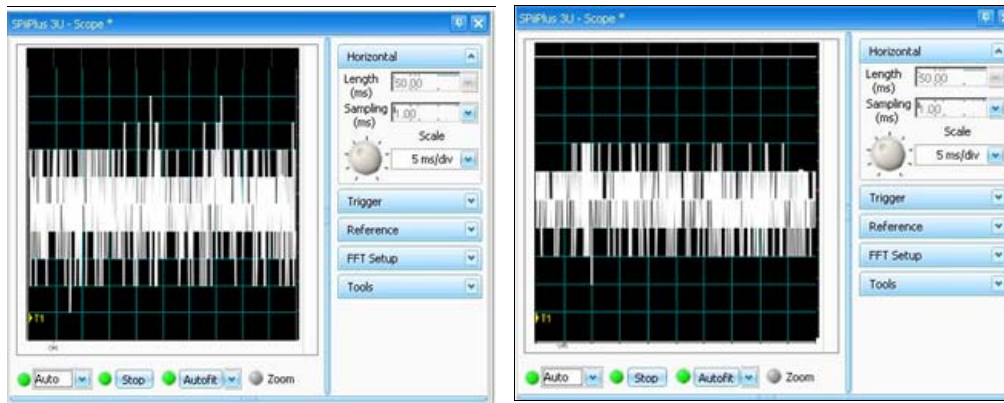 SPiiPlus 3U - Scope *
Horizontal
Length
(ms)
50.00
Sampling
(ms)
1.00
Scale
5 ms/div
Trigger
Reference
FFT Setup
Tools
T1
Auto
Stop
Autofit
Zoom
SPiiPlus 3U - Scope *
Horizontal
Length
(ms)
50.00
Sampling
(ms)
1.00
Scale
5 ms/div
Trigger
Reference
FFT Setup
Tools
T1
Auto
Stop
Autofit
Zoom